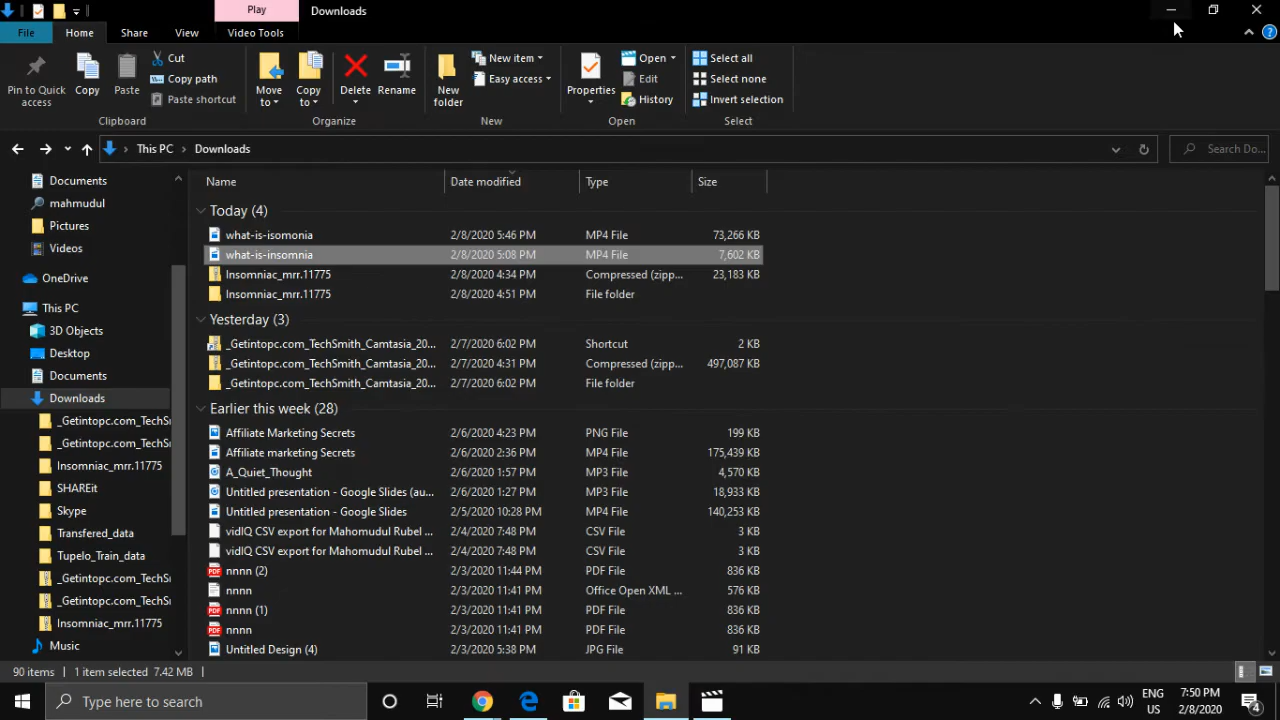 Play Downloads
File Home Share View Video Tools
Pin to Quick access
Copy
Paste
Cut
Copy path
Paste shortcut
Clipboard
Move to
Copy to
Delete
Rename
Organize
New folder
New item
Easy access
New
Properties
Open
Edit
History
Open
Select all
Select none
Invert selection
Select
This PC Downloads Search Do...
Documents
mahmudul
Pictures
Videos
OneDrive
This PC
3D Objects
Desktop
Documents
Downloads
_Getintopc.com_TechSi
_Getintopc.com_TechSi
Insomniac_mrr.11775
SHAREit
Skype
Transfered_data
Tupelo_Train_data
_Getintopc.com_TechSi
_Getintopc.com_TechSi
Insomniac_mrr.11775
Music
Name Date modified Type Size
Today (4)
what-is-isomonia 2/8/2020 5:46 PM MP4 File 73,266 KB
what-is-insomnia 2/8/2020 5:08 PM MP4 File 7,602 KB
Insomniac_mrr.11775 2/8/2020 4:34 PM Compressed (zipp... 23,183 KB
Insomniac_mrr.11775 2/8/2020 4:51 PM File folder
Yesterday (3)
_Getintopc.com_TechSmith_Camtasia_20... 2/7/2020 6:02 PM Shortcut 2 KB
_Getintopc.com_TechSmith_Camtasia_20... 2/7/2020 4:31 PM Compressed (zipp... 497,087 KB
_Getintopc.com_TechSmith_Camtasia_20... 2/7/2020 6:02 PM File folder
Earlier this week (28)
Affiliate Marketing Secrets 2/6/2020 4:23 PM PNG File 199 KB
Affiliate marketing Secrets 2/6/2020 2:36 PM MP4 File 175,439 KB
A_Quiet_Thought 2/6/2020 1:57 PM MP3 File 4,570 KB
Untitled presentation - Google Slides (au... 2/6/2020 1:27 PM MP3 File 18,933 KB
Untitled presentation - Google Slides 2/5/2020 10:28 PM MP4 File 140,253 KB
vidIQ CSV export for Mahomudul Rubel ... 2/4/2020 7:48 PM CSV File 3 KB
vidIQ CSV export for Mahomudul Rubel ... 2/4/2020 7:48 PM CSV File 3 KB
nnnn (2) 2/3/2020 11:44 PM PDF File 836 KB
nnnn 2/3/2020 11:41 PM Office Open XML ... 576 KB
nnnn (1) 2/3/2020 11:41 PM PDF File 836 KB
nnnn 2/3/2020 11:41 PM PDF File 836 KB
Untitled Design (4) 2/3/2020 5:38 PM JPG File 91 KB
90 items 1 item selected 7.42 MB
Type here to search
ENG
US
7:50 PM
2/8/2020
4